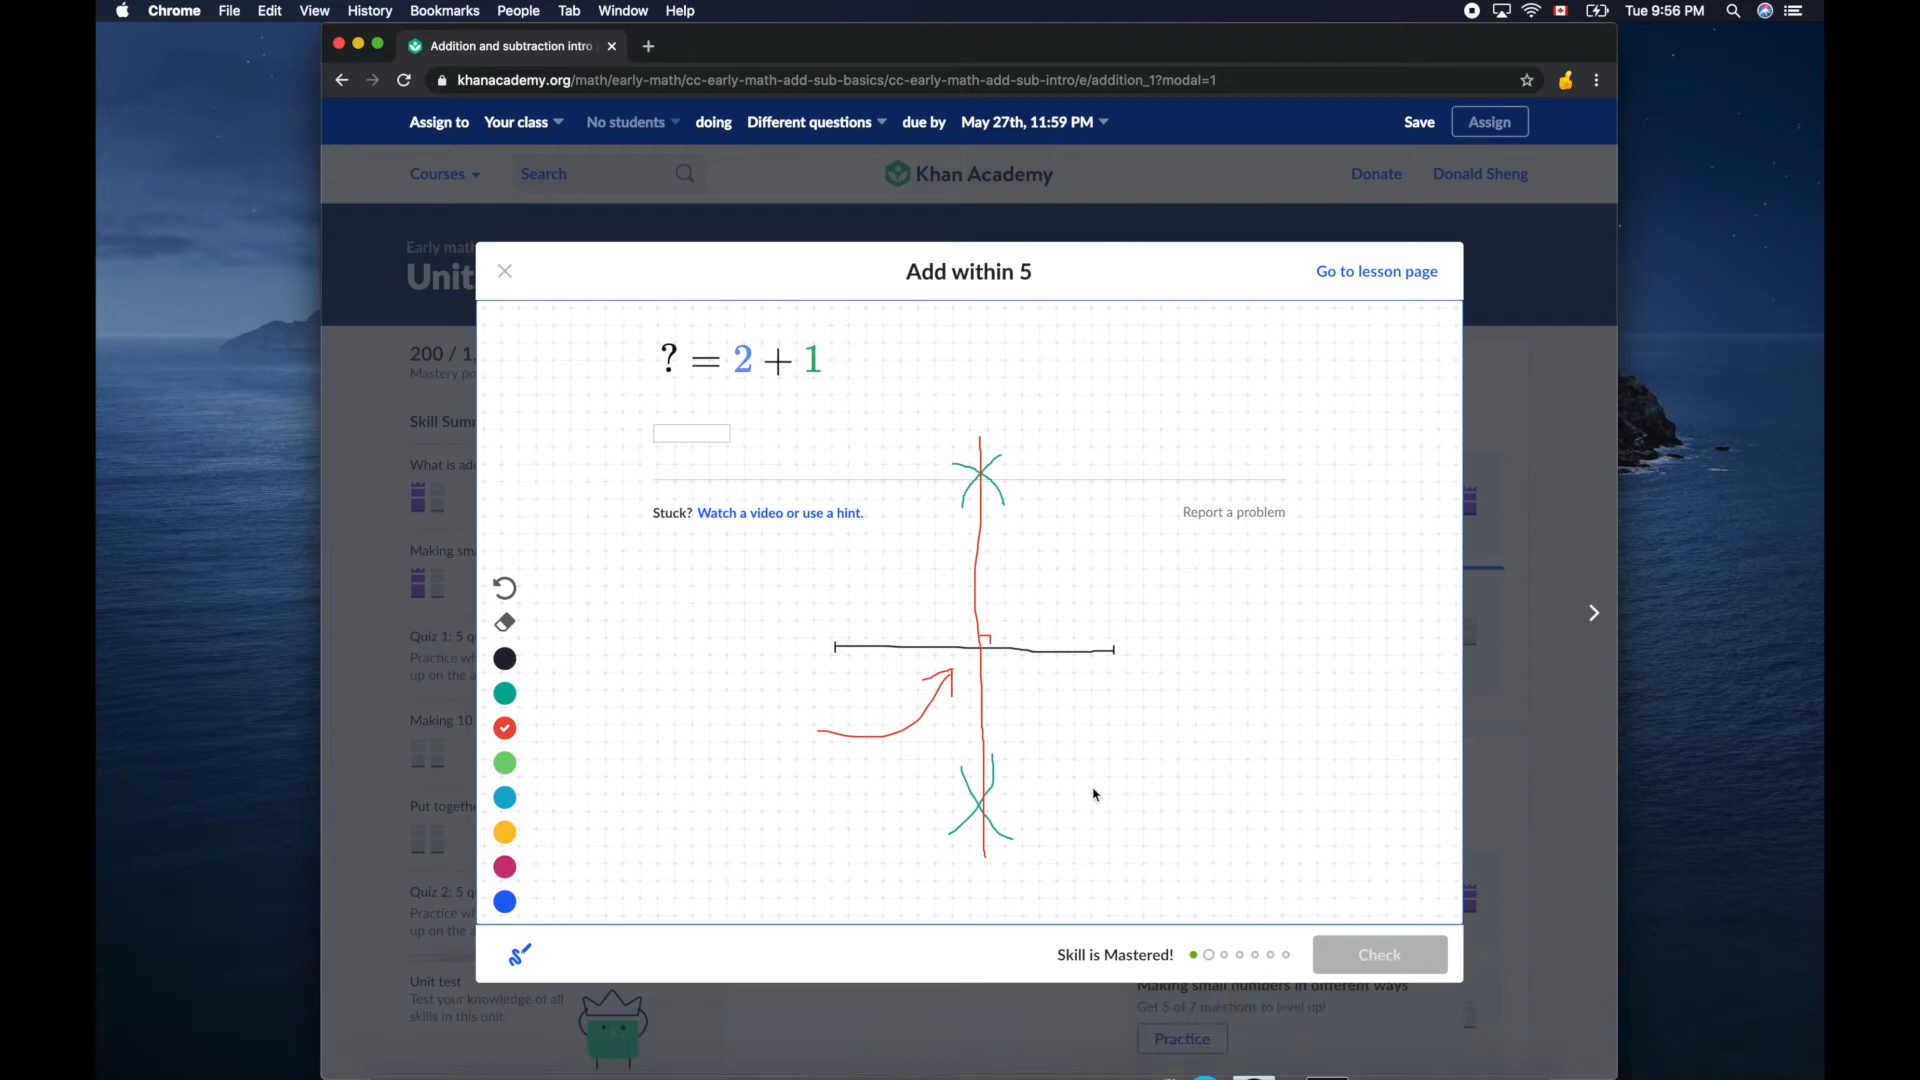 Chrome File Edit View History Bookmarks People Tab Window Help Tue 9:56 PM
Addition and subtraction intro
khanacademy.org/math/early-math/cc-early-math-add-sub-basics/cc-early-math-add-sub-intro/e/addition_1?modal=1
Assign to Your class No students doing Different questions due by May 27th, 11:59 PM Save Assign
Courses Search Khan Academy Donate Donald Sheng
Early math
Unit
Add within 5
Go to lesson page
? = 2 + 1
200 / 1,
Mastery po
Skill Sum
What is ad
Stuck? Watch a video or use a hint.
Report a problem
Making sm
Quiz 1: 5 q
Practice wh
up on the a
Making 10
Put togeth
Quiz 2: 5 q
Practice wh
up on the a
Skill is Mastered!
Check
Unit test
Test your knowledge of all
skills in this unit
Making small numbers in different ways
Get 5 of 7 questions to level up!
Practice